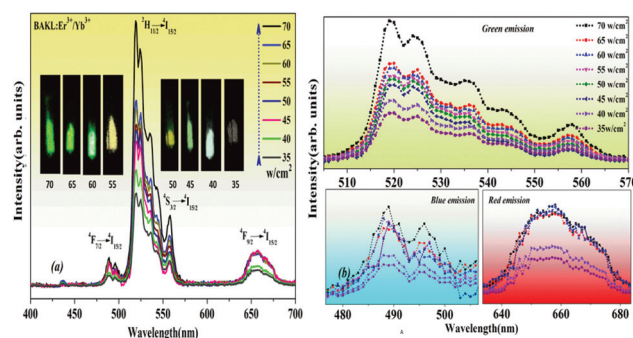 BAKL:Er³⁺/Yb³⁺
²H₁₁/₂→⁴I₁₅/₂
70
65
60
55
50
45
40
35
w/cm²
70 65 60 55
50 45 40 35
⁴S₃/₂→⁴I₁₅/₂
⁴F₇/₂→⁴I₁₅/₂
⁴F₉/₂→⁴I₁₅/₂
(a)
Intensity(arb. units)
400 450 500 550 600 650 700
Wavelength(nm)
Green emission
70 w/cm²
65 w/cm²
60 w/cm²
55 w/cm²
50 w/cm²
45 w/cm²
40 w/cm²
35w/cm²
Intensity(arb. units)
510 520 530 540 550 560 570
Blue emission
Red emission
(b)
480 490 500
640 660 680
Wavelength(nm)